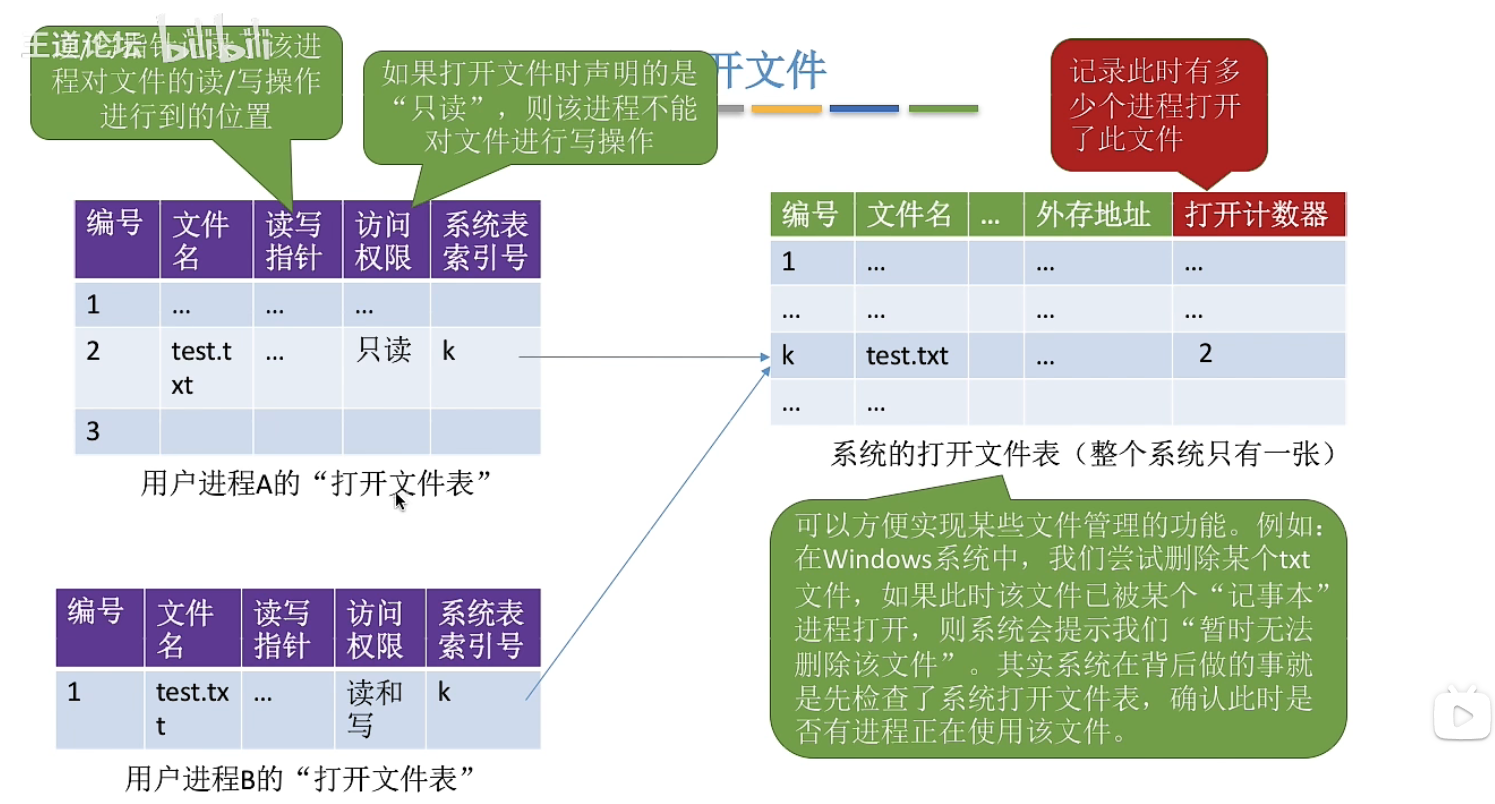 王道论坛 bilibili
该进
程对文件的读/写操作
进行到的位置
如果打开文件时声明的是
“只读”，则该进程不能
对文件进行写操作
开文件
记录此时有多
少个进程打开
了此文件
编号 文件名 读写指针 访问权限 系统表索引号
1 … … …
2 test.txt … 只读 k
3
用户进程A的“打开文件表”
编号 文件名 … 外存地址 打开计数器
1 … … …
… … … …
k test.txt … 2
… …
系统的打开文件表（整个系统只有一张）
可以方便实现某些文件管理的功能。例如：
在Windows系统中，我们尝试删除某个txt
文件，如果此时该文件已被某个“记事本”
进程打开，则系统会提示我们“暂时无法
删除该文件”。其实系统在背后做的事就
是先检查了系统打开文件表，确认此时是
否有进程正在使用该文件。
编号 文件名 读写指针 访问权限 系统表索引号
1 test.txt … 读和写 k
用户进程B的“打开文件表”